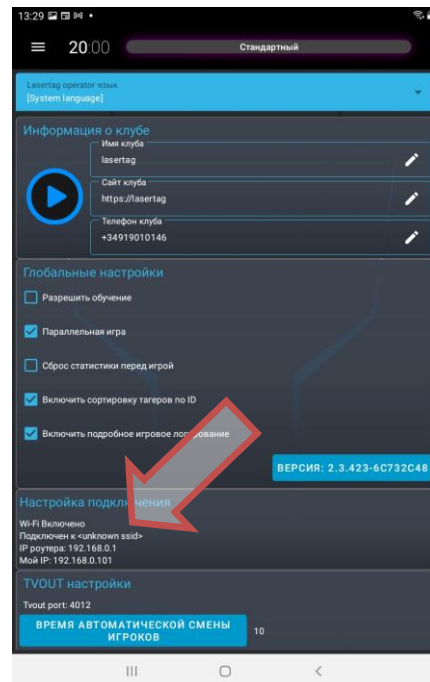 13:29
20:00
Стандартный
Lasertag operator язык
[System language]
Информация о клубе
Имя клуба
lasertag
Сайт клуба
https://lasertag
Телефон клуба
+34919010146
Глобальные настройки
Разрешить обучение
Параллельная игра
Сброс статистики перед игрой
Включить сортировку тагеров по ID
Включить подробное игровое логирование
ВЕРСИЯ: 2.3.423-6C732C48
Настройка подключения
Wi-Fi Включено
Подключен к <unknown ssid>
IP роутера: 192.168.0.1
Мой IP: 192.168.0.101
TVOUT настройки
Tvout port: 4012
ВРЕМЯ АВТОМАТИЧЕСКОЙ СМЕНЫ
ИГРОКОВ
10